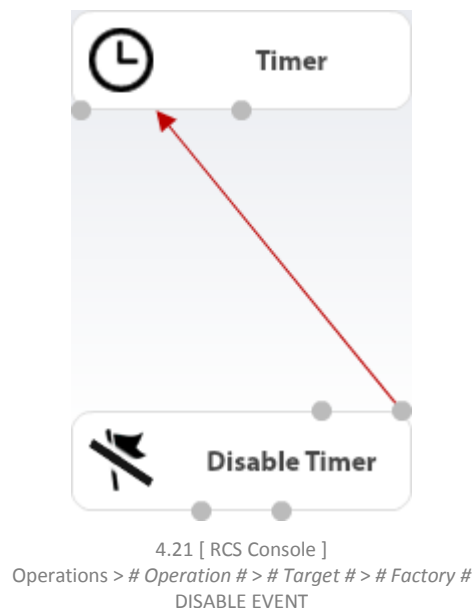 Timer
Disable Timer
4.21 [ RCS Console ]
Operations > # Operation # > # Target # > # Factory #
DISABLE EVENT